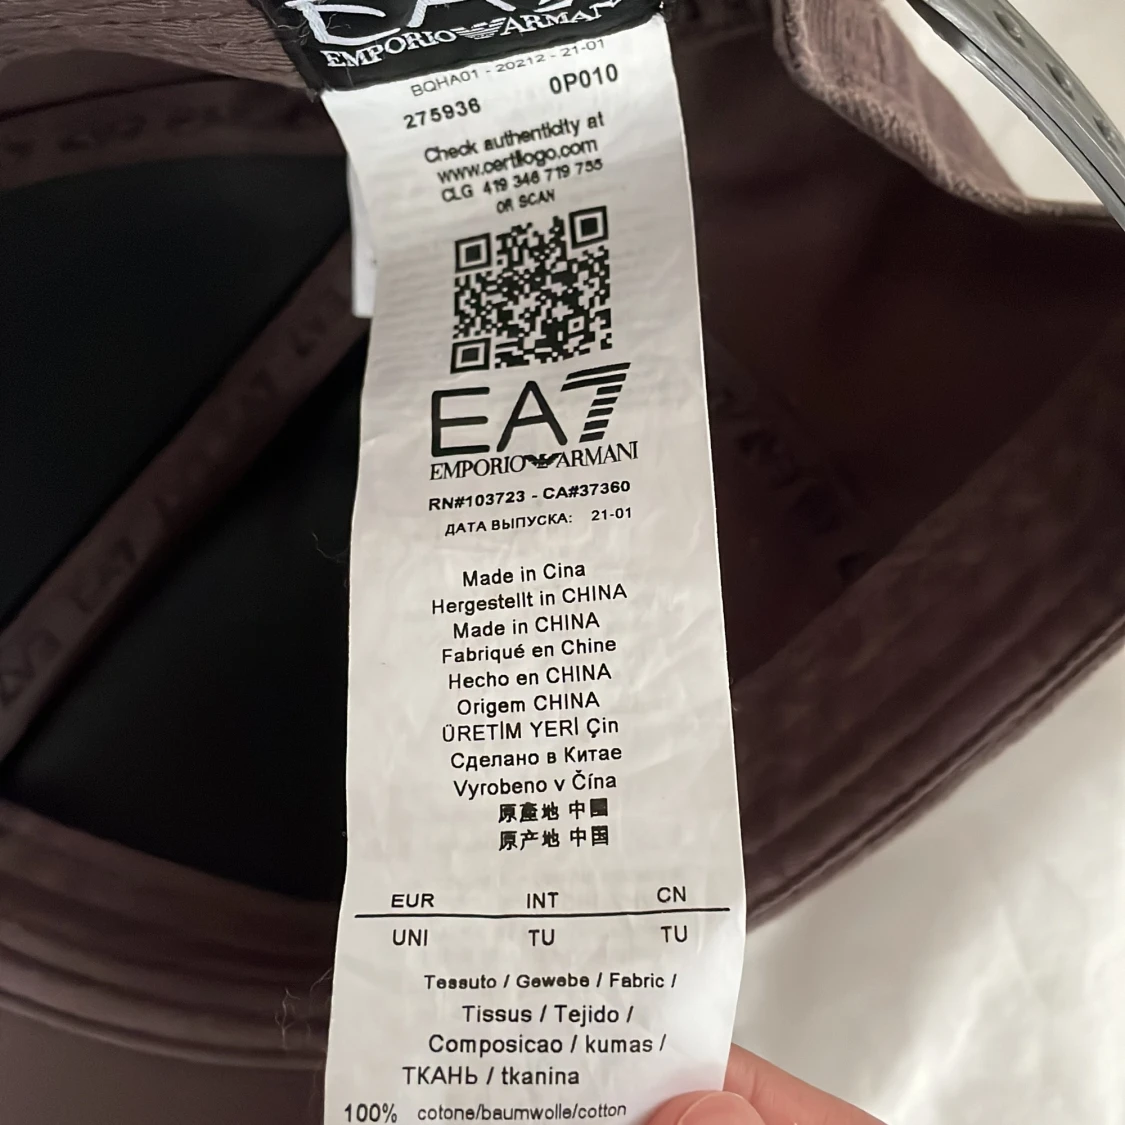 EA7
EMPORIO ARMANI
BQHA01 - 20212 - 21-01
275936 0P010
Check authenticity at
www.certilogo.com
CLG 419 346 719 755
OR SCAN
EA7
EMPORIO ARMANI
RN#103723 - CA#37360
ДАТА ВЫПУСКА: 21-01
Made in Cina
Hergestellt in CHINA
Made in CHINA
Fabriqué en Chine
Hecho en CHINA
Origem CHINA
ÜRETİM YERİ Çin
Сделано в Китае
Vyrobeno v Čína
原產地 中國
原产地 中国
EUR INT CN
UNI TU TU
Tessuto / Gewebe / Fabric /
Tissus / Tejido /
Composicao / kumas /
ТКАНЬ / tkanina
100% cotone/baumwolle/cotton
EA7